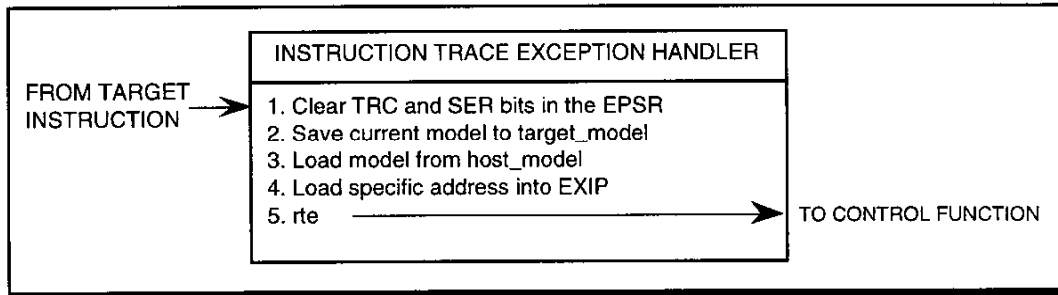 INSTRUCTION TRACE EXCEPTION HANDLER
FROM TARGET
INSTRUCTION
1. Clear TRC and SER bits in the EPSR
2. Save current model to target_model
3. Load model from host_model
4. Load specific address into EXIP
5. rte
TO CONTROL FUNCTION